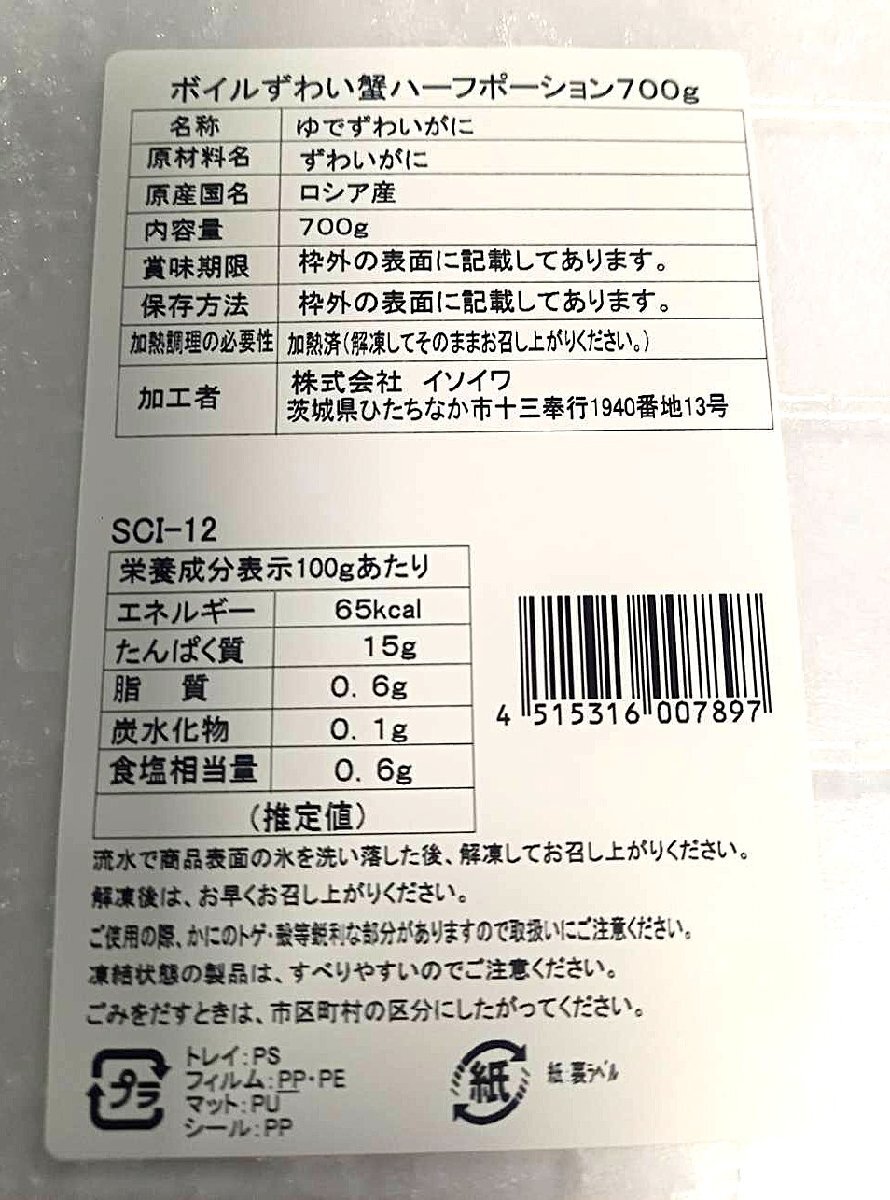 ボイルずわい蟹ハーフポーション700g
名称 ゆでずわいがに
原材料名 ずわいがに
原産国名 ロシア産
内容量 700g
賞味期限 枠外の表面に記載してあります。
保存方法 枠外の表面に記載してあります。
加熱調理の必要性 加熱済(解凍してそのままお召し上がりください。)
加工者 株式会社 イソイワ
茨城県ひたちなか市十三奉行1940番地13号
SCI-12
栄養成分表示100gあたり
エネルギー 65kcal
たんぱく質 15g
脂 質 0.6g
炭水化物 0.1g
食塩相当量 0.6g
(推定値)
4 515316 007897
流水で商品表面の氷を洗い落した後、解凍してお召し上がりください。
解凍後は、お早くお召し上がりください。
ご使用の際、かにのトゲ・殻等鋭利な部分がありますので取扱いにご注意ください。
凍結状態の製品は、すべりやすいのでご注意ください。
ごみをだすときは、市区町村の区分にしたがってください。
プラ
トレイ:PS
フィルム:PP・PE
マット:PU
シール:PP
紙
紙:裏ラベル